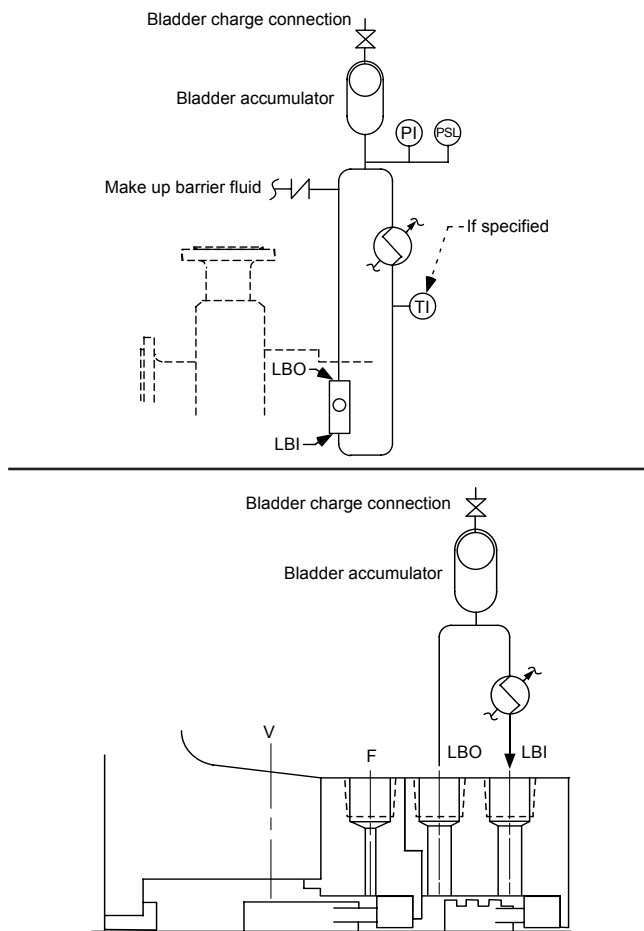 Bladder charge connection
Bladder accumulator
PI
PSL
Make up barrier fluid
If specified
TI
LBO
LBI
Bladder charge connection
Bladder accumulator
V
F
LBO
LBI